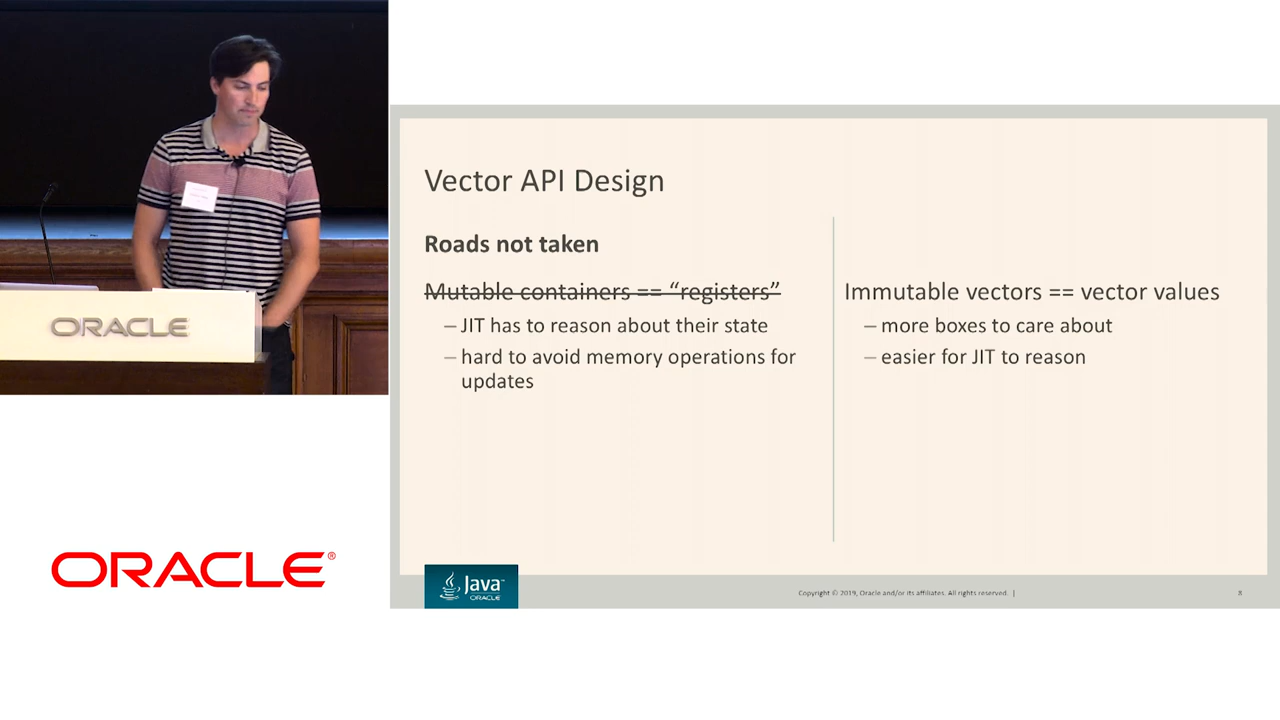 ORACLE
ORACLE®
Vector API Design
Roads not taken
Mutable containers == “registers”
– JIT has to reason about their state
– hard to avoid memory operations for
updates
Immutable vectors == vector values
– more boxes to care about
– easier for JIT to reason
Java™
ORACLE
Copyright © 2019, Oracle and/or its affiliates. All rights reserved. |
8